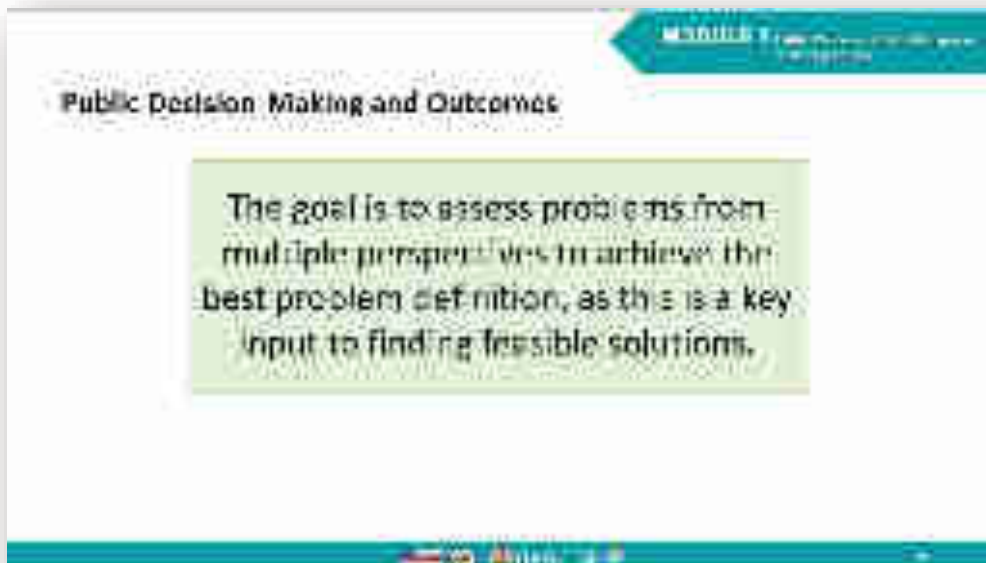 MODULE
Public Decision Making and Outcomes
The goal is to assess problems from
multiple perspectives to achieve the
best problem definition, as this is a key
input to finding feasible solutions.